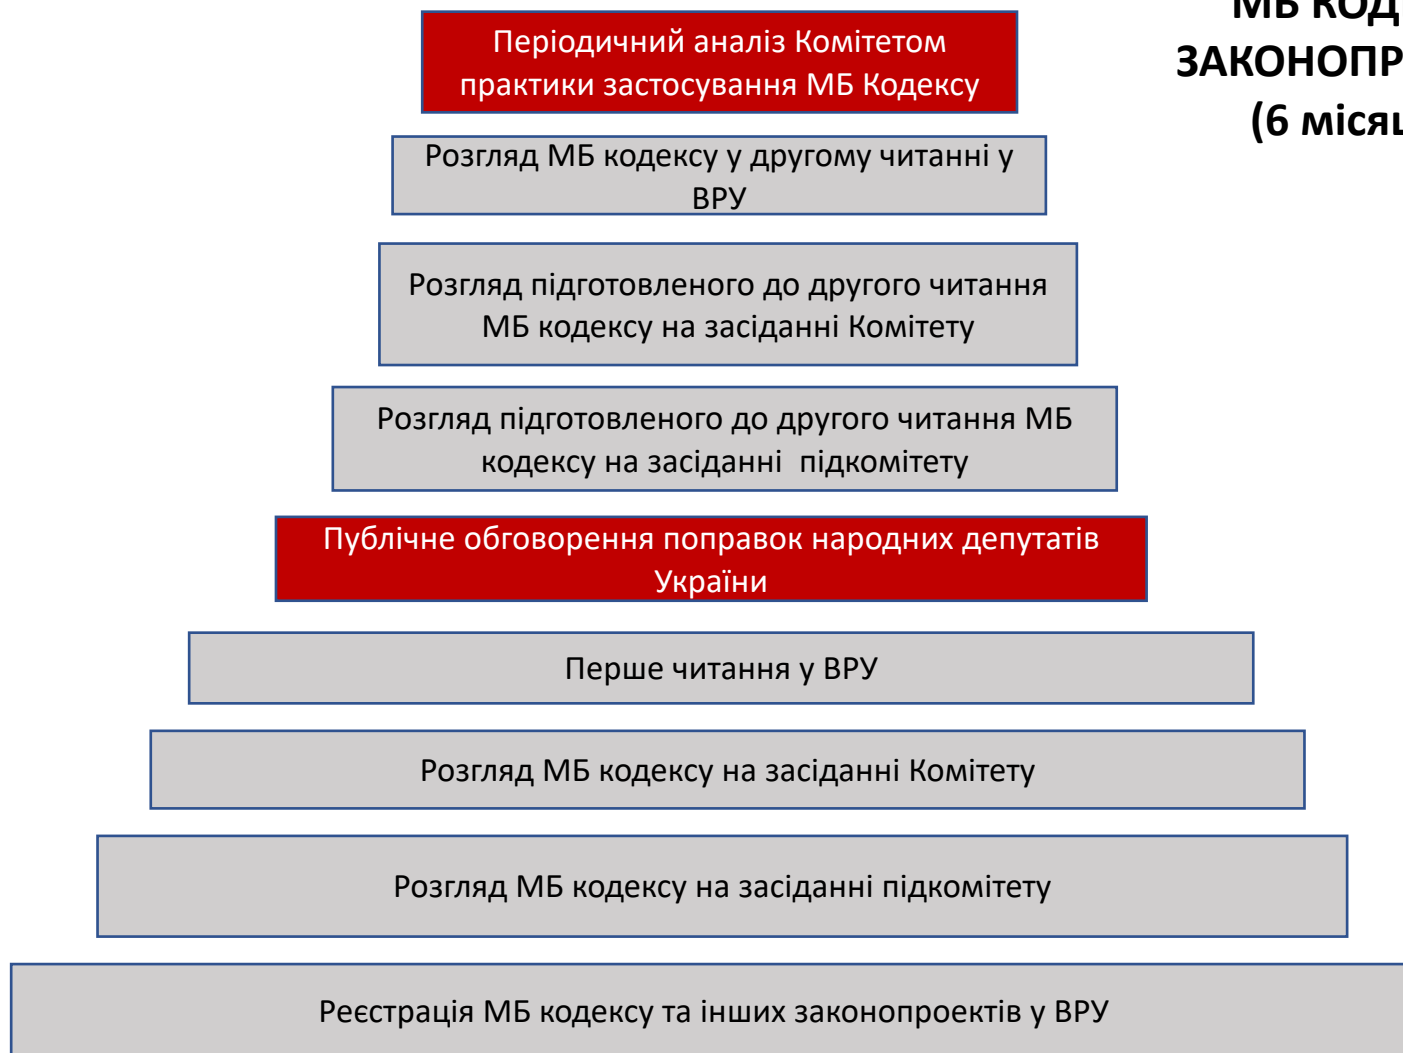 Періодичний аналіз Комітетом
практики застосування МБ Кодексу
(6
Розгляд МБ кодексу у другому читанні у
ВРУ
Розгляд підготовленого до другого читання
МБ кодексу на засіданні Комітету
Розгляд підготовленого до другого читання МБ
кодексу на засіданні підкомітету
Публічне обговорення поправок народних депутатів
України
Перше читання у ВРУ
Розгляд МБ кодексу на засіданні Комітету
Розгляд МБ кодексу на засіданні підкомітету
Реєстрація МБ кодексу та інших законопроектів у ВРУ